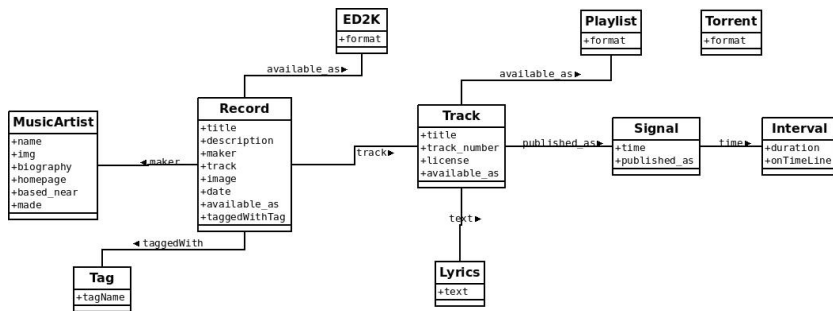 ED2K
+format
Playlist
+format
Torrent
+format
available_as►
available_as►
MusicArtist
+name
+img
+biography
+homepage
+based_near
+made
◄maker
Record
+title
+description
+maker
+track
+image
+date
+available_as
+taggedWithTag
track►
Track
+title
+track_number
+license
+available_as
published_as►
Signal
+time
+published_as
time►
Interval
+duration
+onTimeLine
◄ taggedWith
text►
Tag
+tagName
Lyrics
+text